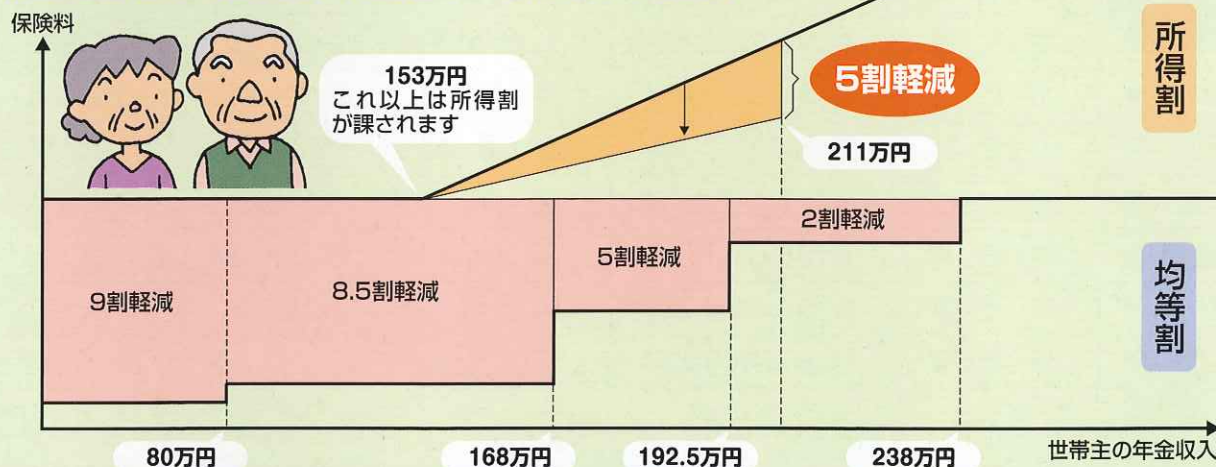 保険料
153万円
これ以上は所得割
が課されます
5割軽減
211万円
所得割
9割軽減
8.5割軽減
5割軽減
2割軽減
均等割
80万円
168万円
192.5万円
238万円
世帯主の年金収入